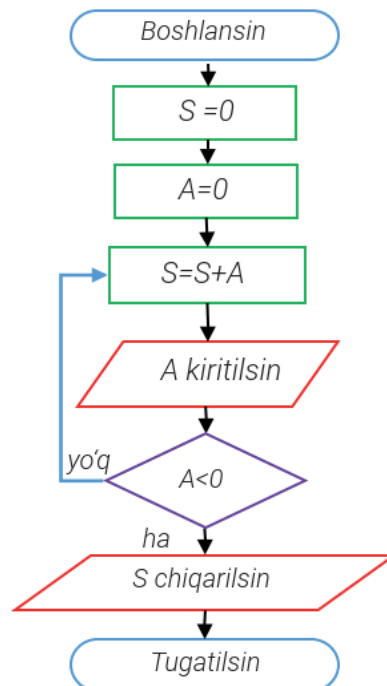 Boshlansin
S =0
A=0
S=S+A
A kiritilsin
yo‘q
A<0
ha
S chiqarilsin
Tugatilsin